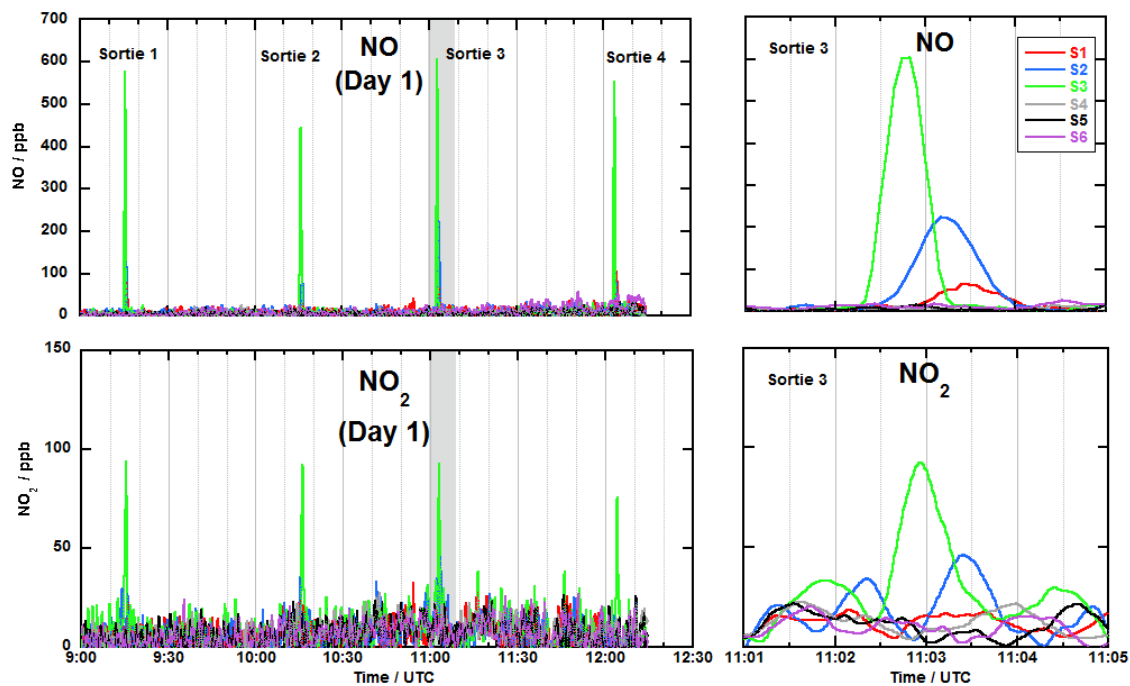 700
600
500
400
300
200
100
0
NO / ppb
Sortie 1
Sortie 2
NO
(Day 1)
Sortie 3
Sortie 4
Sortie 3
NO
S1
S2
S3
S4
S5
S6
150
100
50
0
NO₂ / ppb
NO₂
(Day 1)
9:00
9:30
10:00
10:30
11:00
11:30
12:00
12:30
Time / UTC
Sortie 3
NO₂
11:01
11:02
11:03
11:04
11:05
Time / UTC